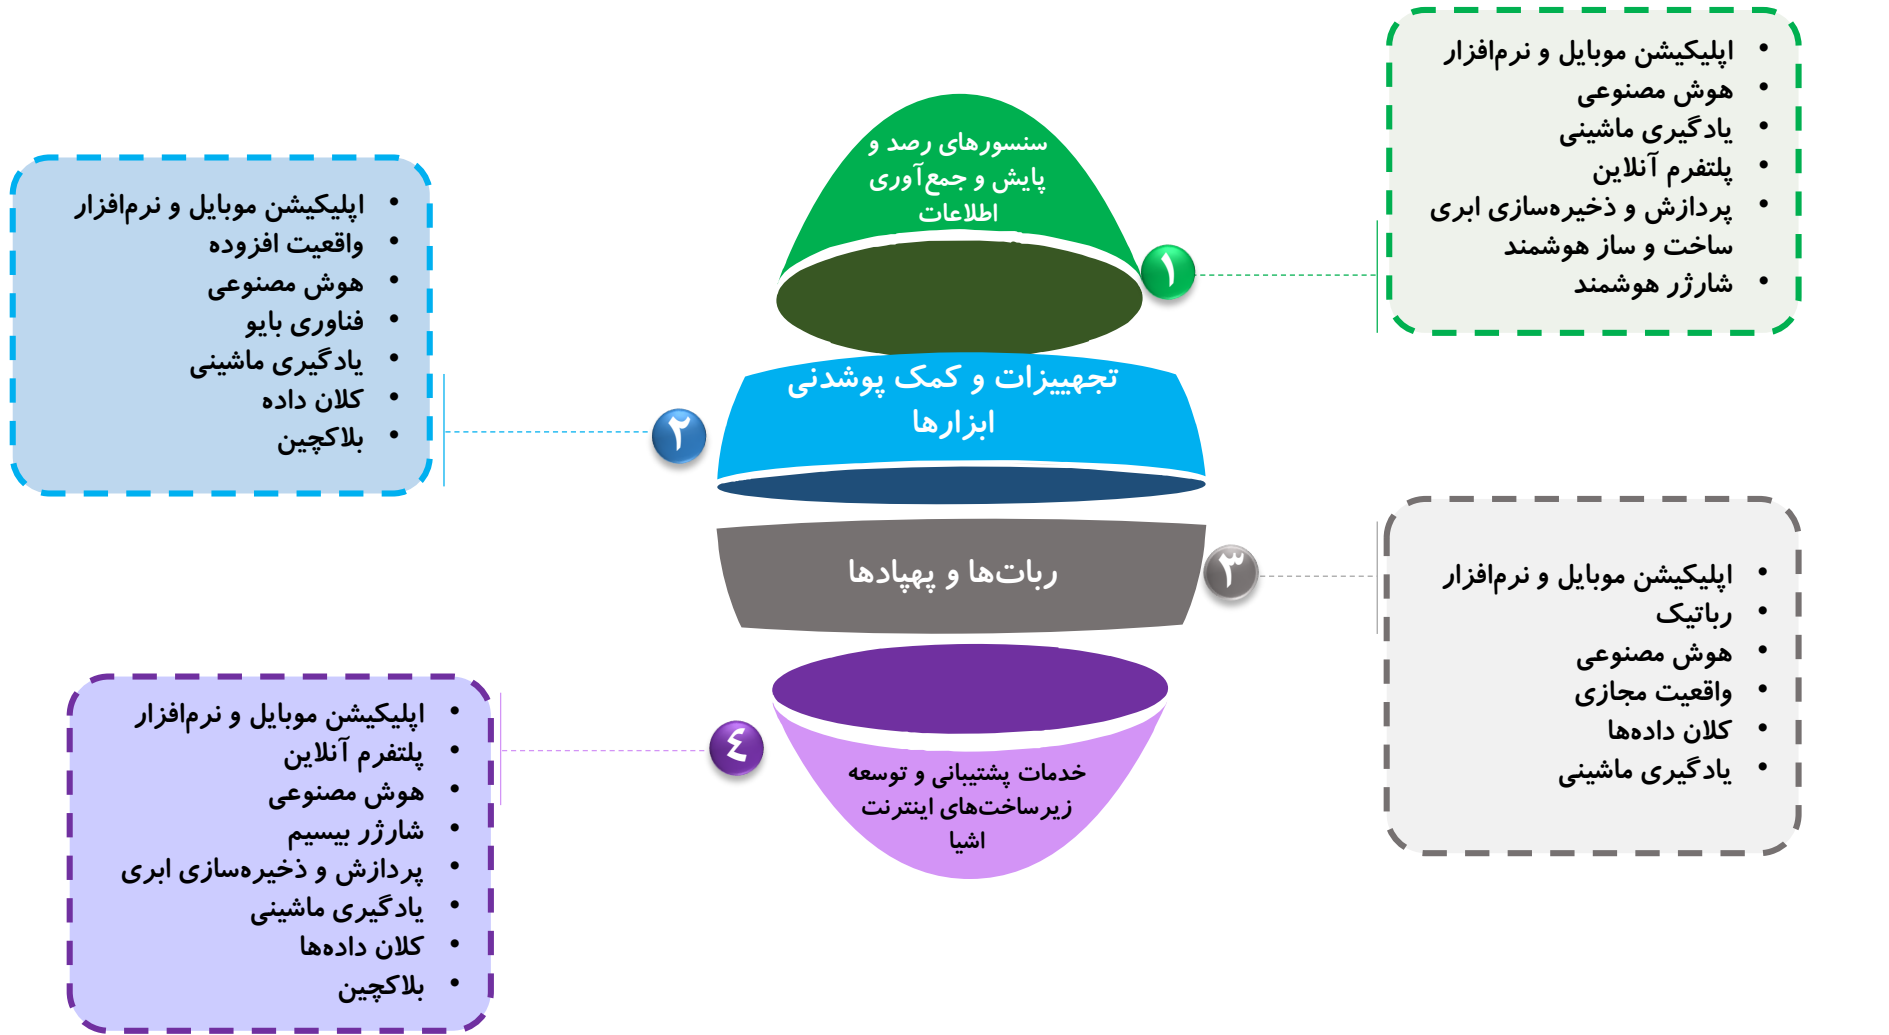 • اپلیکیشن موبایل و نرم‌افزار
• هوش مصنوعی
• یادگیری ماشینی
• پلتفرم آنلاین
• پردازش و ذخیره‌سازی ابری
ساخت و ساز هوشمند
• شارژر هوشمند
سنسورهای رصد و
پایش و جمع‌آوری
اطلاعات
۱
• اپلیکیشن موبایل و نرم‌افزار
• واقعیت افزوده
• هوش مصنوعی
• فناوری بایو
• یادگیری ماشینی
• کلان داده
• بلاکچین
تجهییزات و کمک پوشدنی
ابزارها
۲
ربات‌ها و پهپادها
۳
• اپلیکیشن موبایل و نرم‌افزار
• رباتیک
• هوش مصنوعی
• واقعیت مجازی
• کلان داده‌ها
• یادگیری ماشینی
• اپلیکیشن موبایل و نرم‌افزار
• پلتفرم آنلاین
• هوش مصنوعی
• شارژر بیسیم
• پردازش و ذخیره‌سازی ابری
• یادگیری ماشینی
• کلان داده‌ها
• بلاکچین
٤
خدمات پشتیبانی و توسعه
زیرساخت‌های اینترنت
اشیا